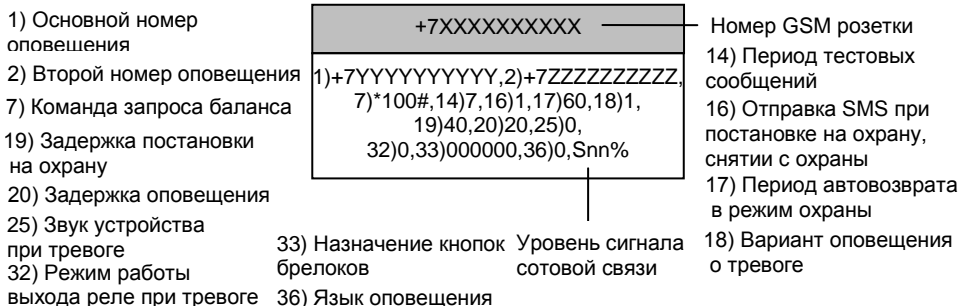 1) Основной номер
оповещения
2) Второй номер оповещения
7) Команда запроса баланса
19) Задержка постановки
на охрану
20) Задержка оповещения
25) Звук устройства
при тревоге
32) Режим работы
выхода реле при тревоге
+7XXXXXXXXXX
1)+7YYYYYYYYYY,2)+7ZZZZZZZZZZ,
7)*100#,14)7,16)1,17)60,18)1,
19)40,20)20,25)0,
32)0,33)000000,36)0,Snn%
33) Назначение кнопок
брелоков
36) Язык оповещения
Уровень сигнала
сотовой связи
Номер GSM розетки
14) Период тестовых
сообщений
16) Отправка SMS при
постановке на охрану,
снятии с охраны
17) Период автовозврата
в режим охраны
18) Вариант оповещения
о тревоге